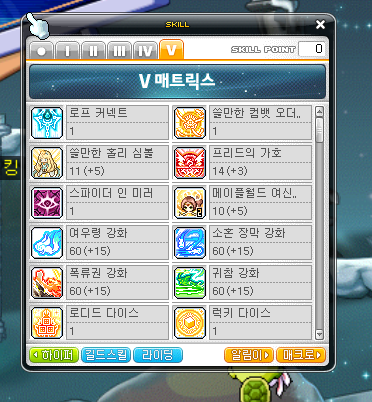 SKILL
I II III IV V SKILL POINT 0
V 매트릭스
로프 커넥트
1
쓸만한 컴뱃 오더..
1
쓸만한 홀리 심볼
11(+5)
프리드의 가호
14(+3)
스파이더 인 미러
1
메이플월드 여신..
10(+5)
여우령 강화
60(+15)
소혼 장막 강화
60(+15)
폭류권 강화
60(+15)
귀참 강화
60(+15)
로디드 다이스
1
럭키 다이스
1
하이퍼 길드스킬 라이딩 알림이 매크로
킹